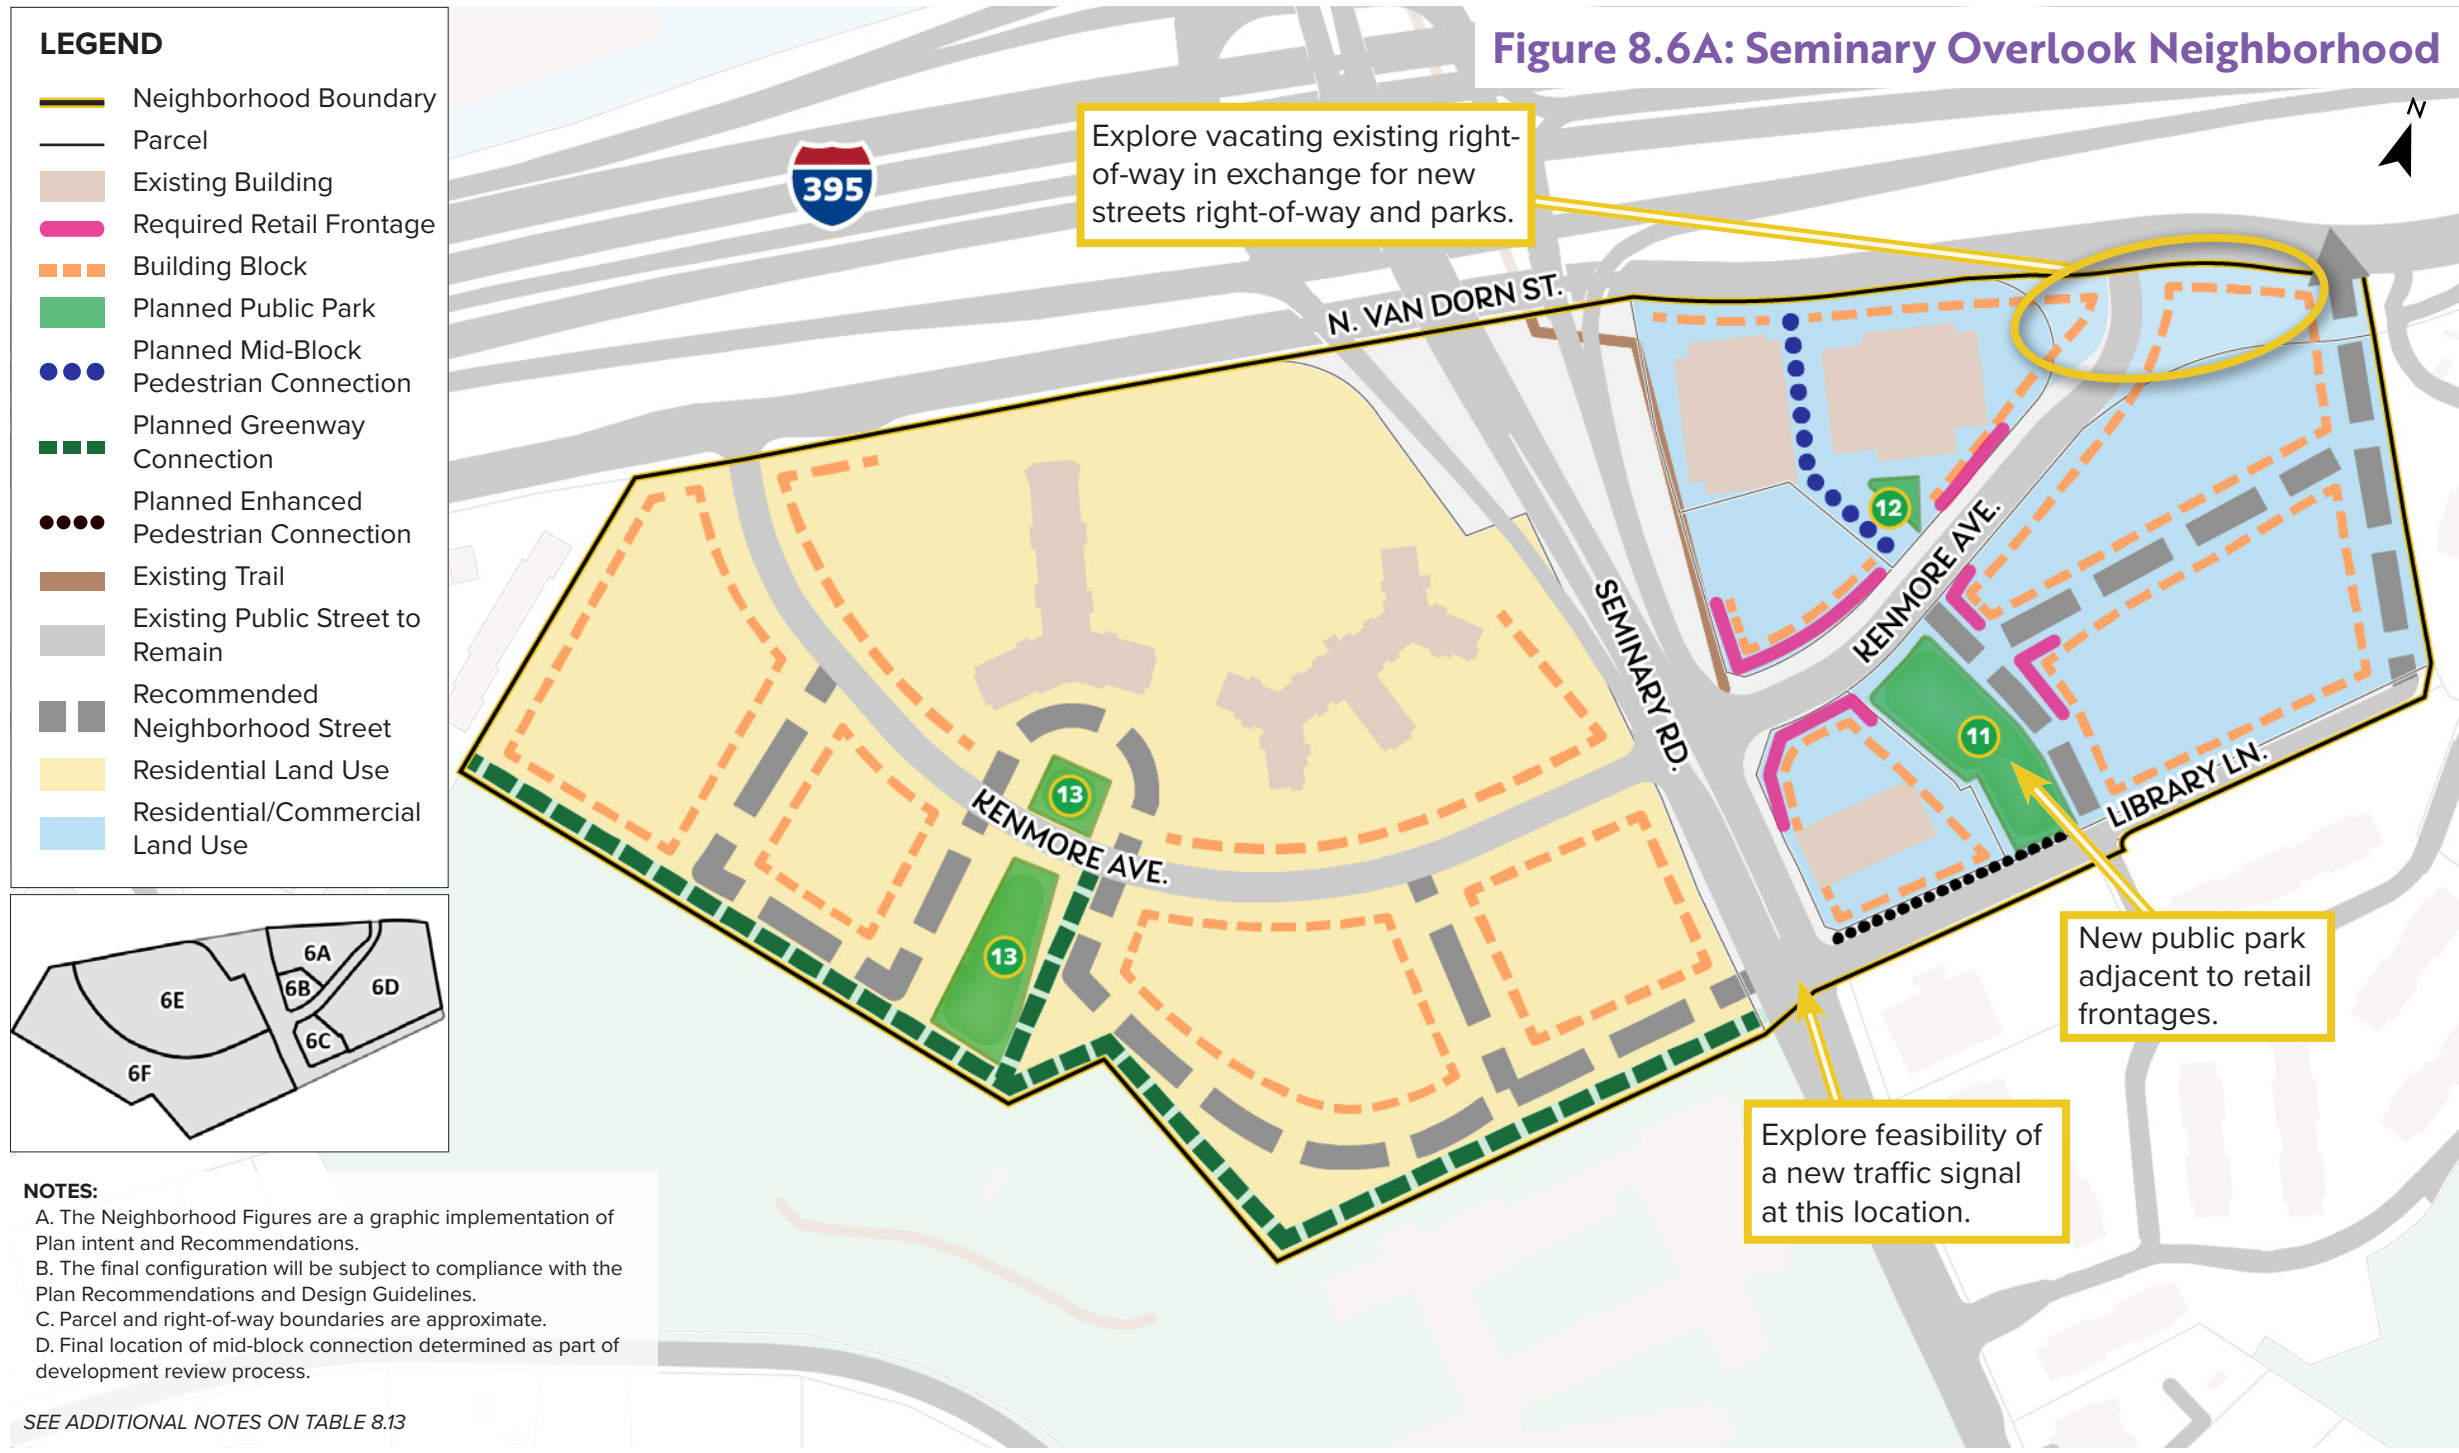 Figure 8.6A: Seminary Overlook Neighborhood
LEGEND
Neighborhood Boundary
Parcel
Existing Building
Required Retail Frontage
Building Block
Planned Public Park
Planned Mid-Block
Pedestrian Connection
Planned Greenway
Connection
Planned Enhanced
Pedestrian Connection
Existing Trail
Existing Public Street to
Remain
Recommended
Neighborhood Street
Residential Land Use
Residential/Commercial
Land Use
6A
6B
6C
6D
6E
6F
NOTES:
A. The Neighborhood Figures are a graphic implementation of
Plan intent and Recommendations.
B. The final configuration will be subject to compliance with the
Plan Recommendations and Design Guidelines.
C. Parcel and right-of-way boundaries are approximate.
D. Final location of mid-block connection determined as part of
development review process.
SEE ADDITIONAL NOTES ON TABLE 8.13
395
Explore vacating existing right-
of-way in exchange for new
streets right-of-way and parks.
N
N. VAN DORN ST.
12
KENMORE AVE.
SEMINARY RD.
11
LIBRARY LN.
13
KENMORE AVE.
13
New public park
adjacent to retail
frontages.
Explore feasibility of
a new traffic signal
at this location.